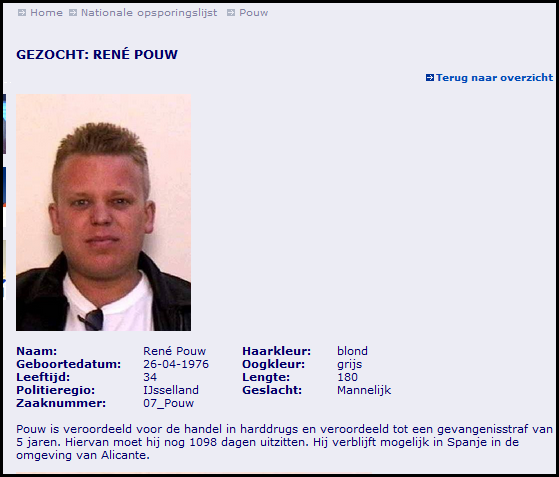 Home Nationale opsporingslijst Pouw
GEZOCHT: RENÉ POUW
Terug naar overzicht
Naam: René Pouw Haarkleur: blond
Geboortedatum: 26-04-1976 Oogkleur: grijs
Leeftijd: 34 Lengte: 180
Politieregio: IJsselland Geslacht: Mannelijk
Zaaknummer: 07_Pouw
Pouw is veroordeeld voor de handel in harddrugs en veroordeeld tot een gevangenisstraf van
5 jaren. Hiervan moet hij nog 1098 dagen uitzitten. Hij verblijft mogelijk in Spanje in de
omgeving van Alicante.